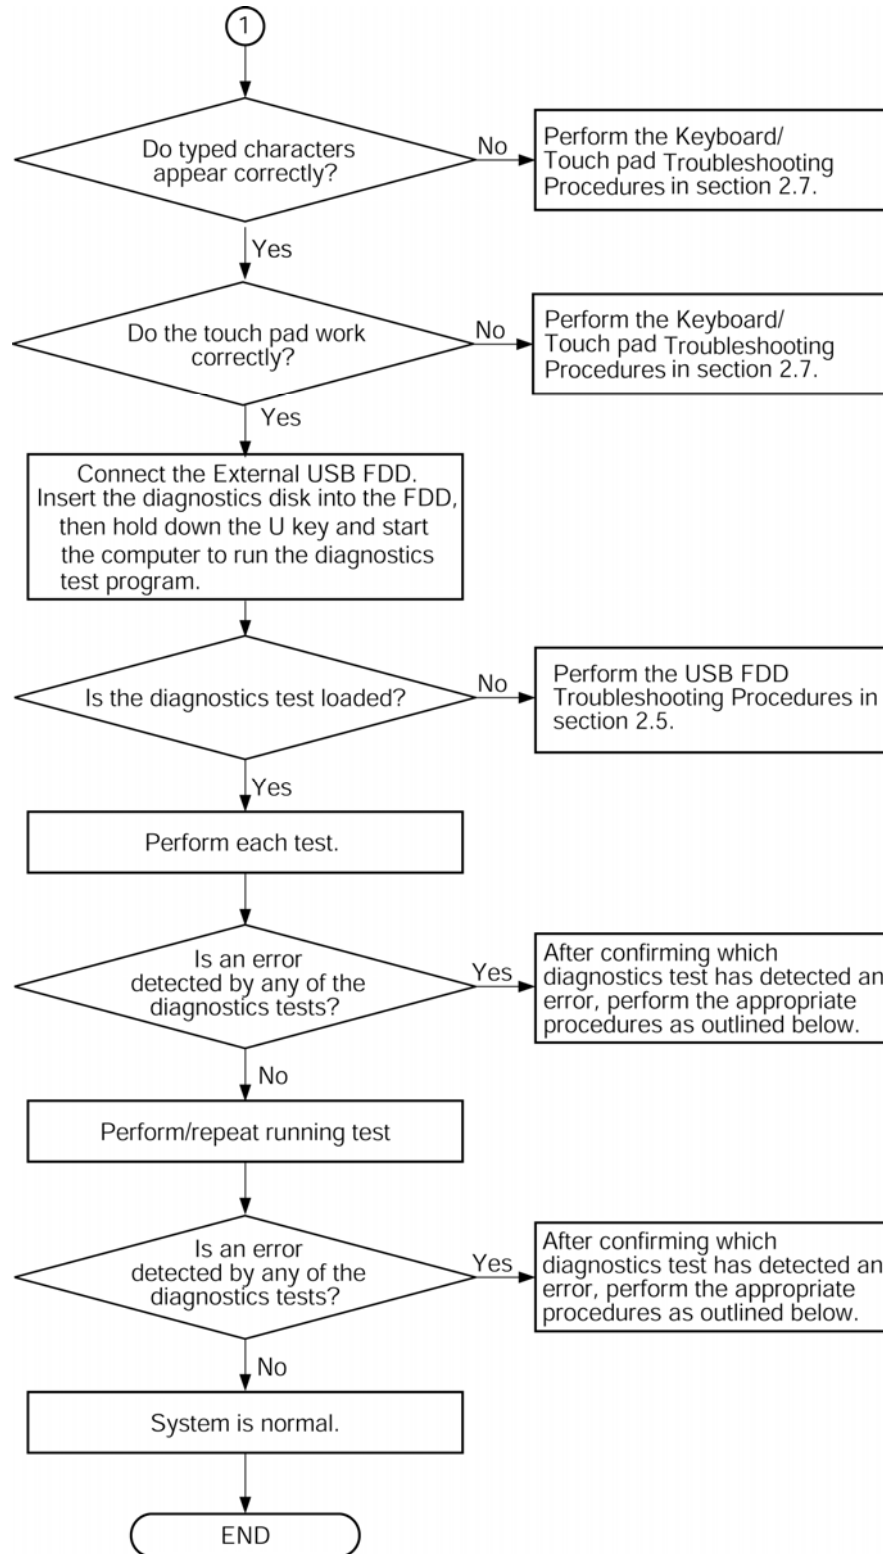 1
Do typed characters
appear correctly?
No
Perform the Keyboard/
Touch pad Troubleshooting
Procedures in section 2.7.
Yes
Do the touch pad work
correctly?
No
Perform the Keyboard/
Touch pad Troubleshooting
Procedures in section 2.7.
Yes
Connect the External USB FDD.
Insert the diagnostics disk into the FDD,
then hold down the U key and start
the computer to run the diagnostics
test program.
Is the diagnostics test loaded?
No
Perform the USB FDD
Troubleshooting Procedures in
section 2.5.
Yes
Perform each test.
Is an error
detected by any of the
diagnostics tests?
Yes
After confirming which
diagnostics test has detected an
error, perform the appropriate
procedures as outlined below.
No
Perform/repeat running test
Is an error
detected by any of the
diagnostics tests?
Yes
After confirming which
diagnostics test has detected an
error, perform the appropriate
procedures as outlined below.
No
System is normal.
END